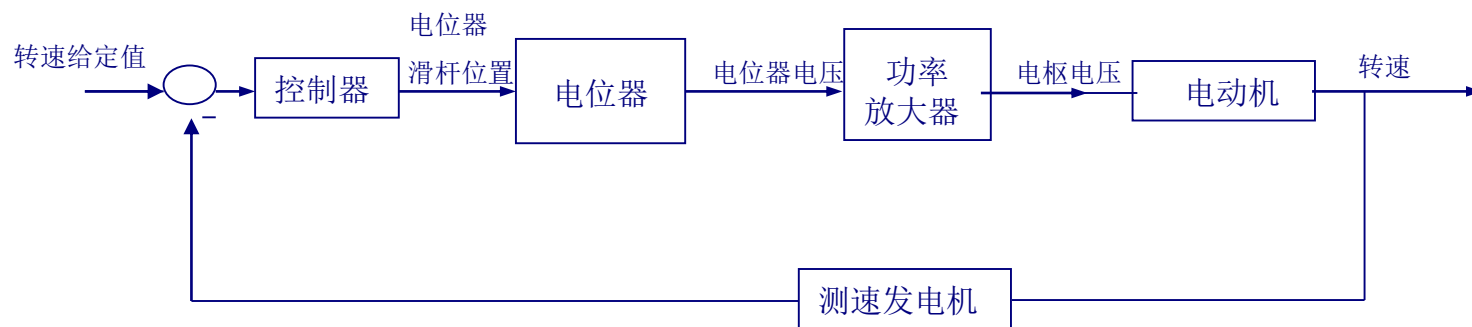 转速给定值
−
控制器
电位器
滑杆位置
电位器
电位器电压
功率
放大器
电枢电压
电动机
转速
测速发电机